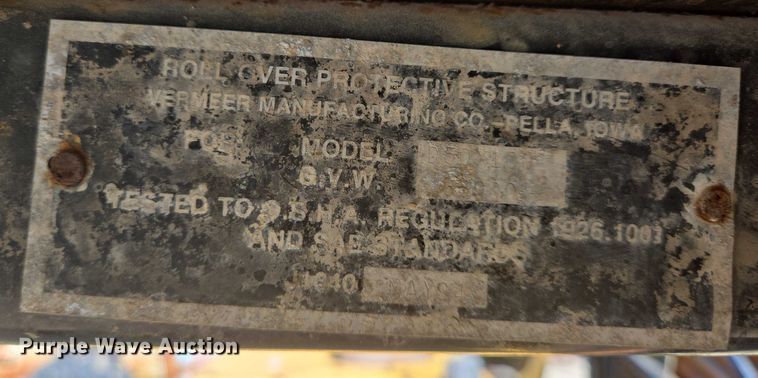 ROLL OVER PROTECTIVE STRUCTURE
VERMEER MANUFACTURING CO.-PELLA, IOWA
MODEL
G.V.W.
TESTED TO O.S.H.A. REGULATION 1926.1001
AND SAE STANDARDS
J1040
Purple Wave Auction